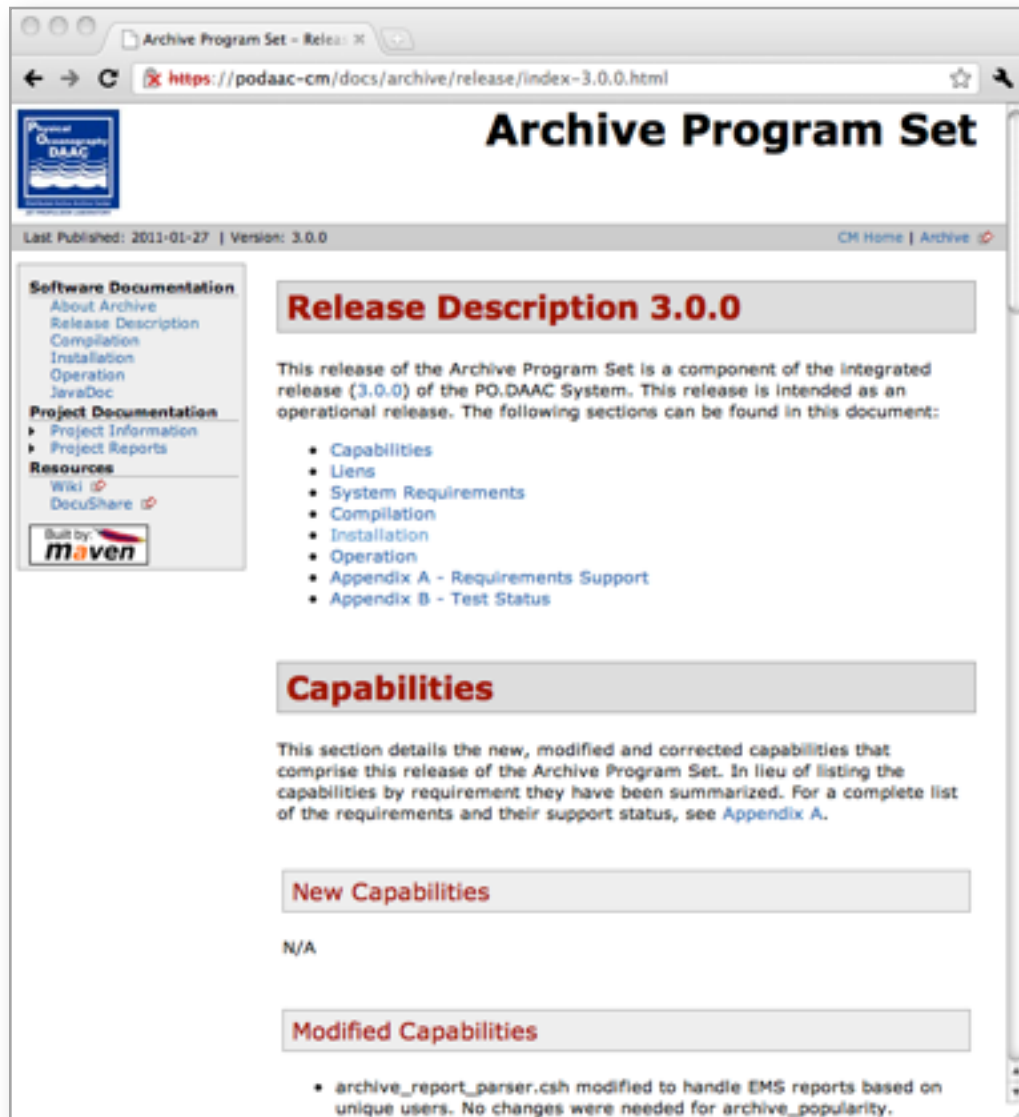 Archive Program Set - Relea
https://podaac-cm/docs/archive/release/index-3.0.0.html
Physical
Oceanography
DAAC
Archive Program Set
Last Published: 2011-01-27 | Version: 3.0.0
CM Home | Archive
Software Documentation
About Archive
Release Description
Compilation
Installation
Operation
JavaDoc
Project Documentation
Project Information
Project Reports
Resources
Wiki
DocuShare
Built by:
maven
Release Description 3.0.0
This release of the Archive Program Set is a component of the integrated
release (3.0.0) of the PO.DAAC System. This release is intended as an
operational release. The following sections can be found in this document:
• Capabilities
• Liens
• System Requirements
• Compilation
• Installation
• Operation
• Appendix A - Requirements Support
• Appendix B - Test Status
Capabilities
This section details the new, modified and corrected capabilities that
comprise this release of the Archive Program Set. In lieu of listing the
capabilities by requirement they have been summarized. For a complete list
of the requirements and their support status, see Appendix A.
New Capabilities
N/A
Modified Capabilities
• archive_report_parser.csh modified to handle EMS reports based on
unique users. No changes were needed for archive_popularity.